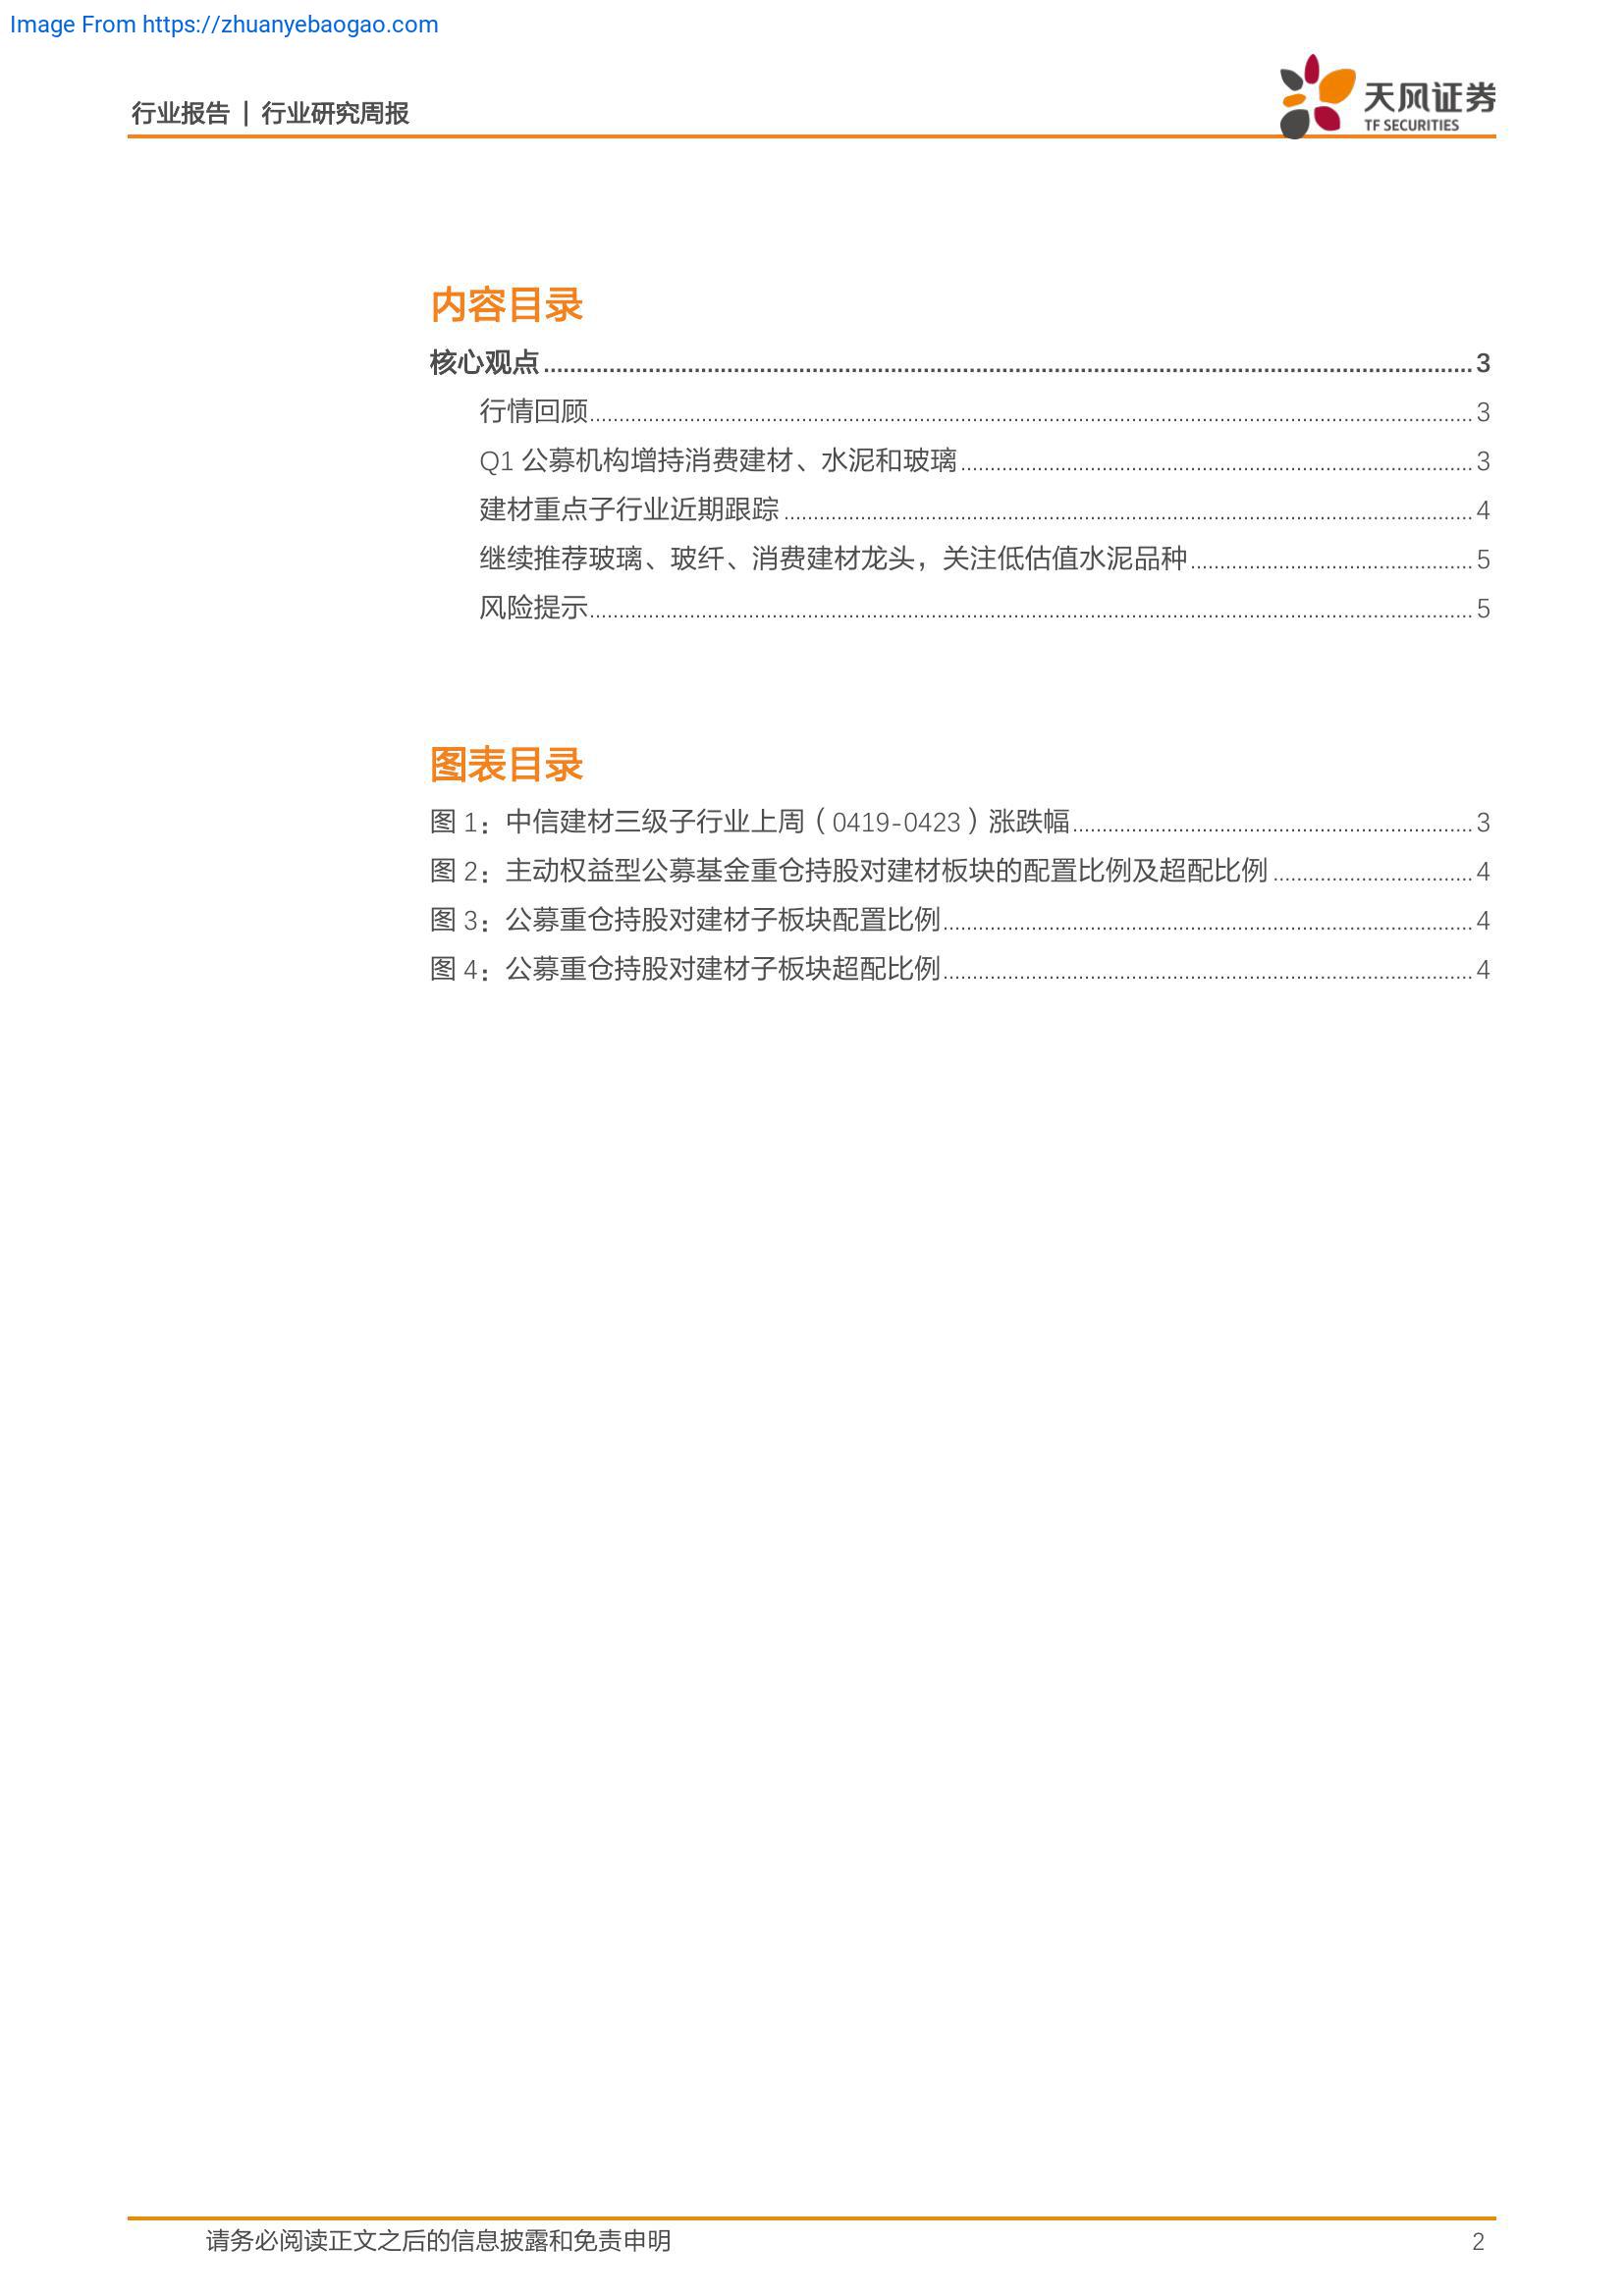 Image From https://zhuanyebaogao.com
行业报告 | 行业研究周报
天风证券
TF SECURITIES
内容目录
核心观点 3
行情回顾 3
Q1 公募机构增持消费建材、水泥和玻璃 3
建材重点子行业近期跟踪 4
继续推荐玻璃、玻纤、消费建材龙头，关注低估值水泥品种 5
风险提示 5
图表目录
图 1：中信建材三级子行业上周（0419-0423）涨跌幅 3
图 2：主动权益型公募基金重仓持股对建材板块的配置比例及超配比例 4
图 3：公募重仓持股对建材子板块配置比例 4
图 4：公募重仓持股对建材子板块超配比例 4
请务必阅读正文之后的信息披露和免责申明 2